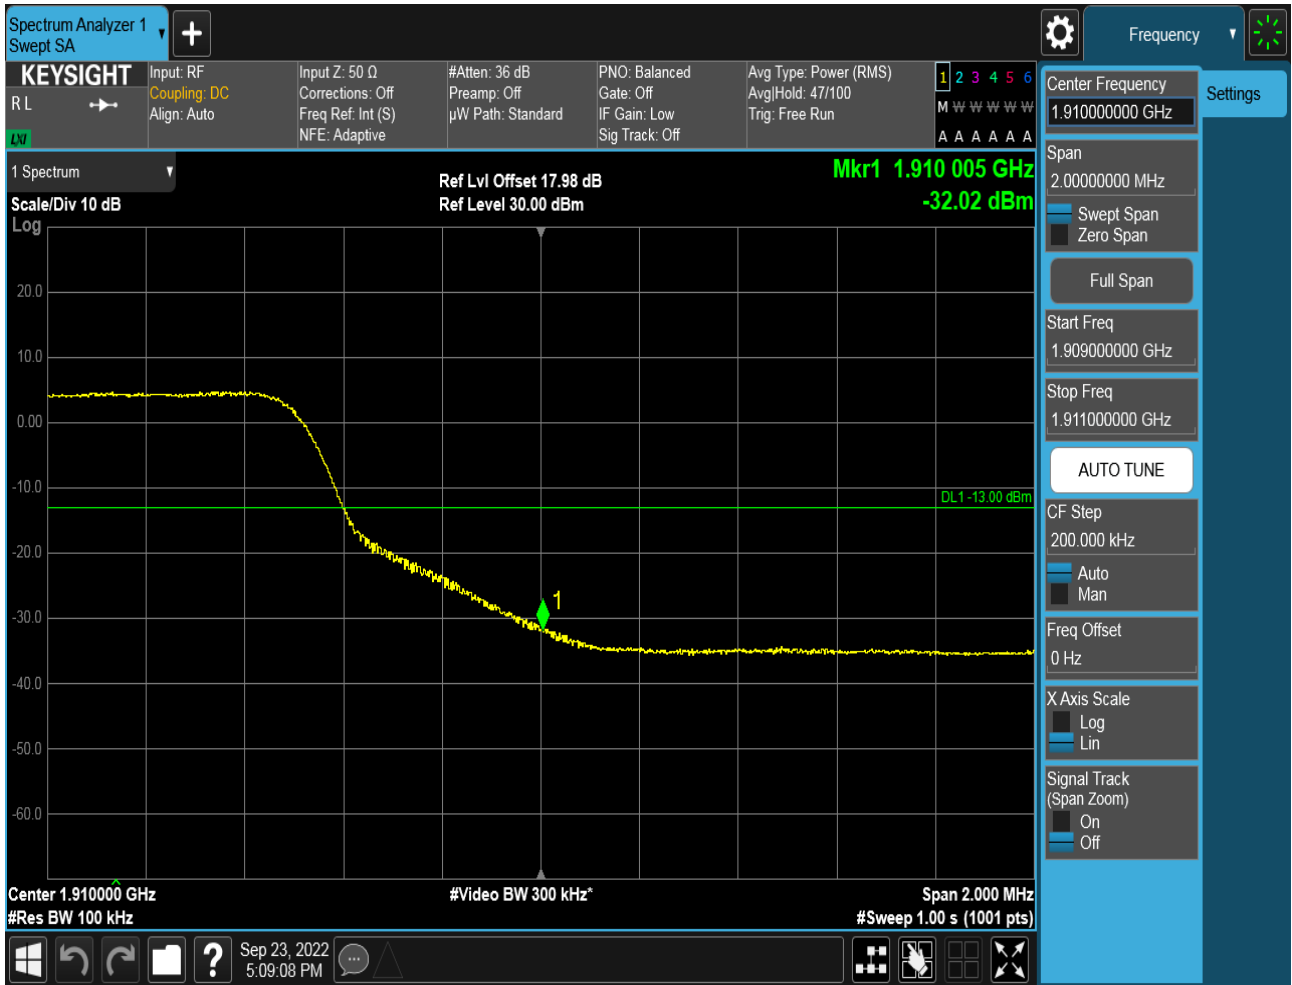 Spectrum Analyzer 1
Swept SA
Frequency
KEYSIGHT
R L
LXI
Input: RF
Coupling: DC
Align: Auto
Input Z: 50 Ω
Corrections: Off
Freq Ref: Int (S)
NFE: Adaptive
#Atten: 36 dB
Preamp: Off
µW Path: Standard
PNO: Balanced
Gate: Off
IF Gain: Low
Sig Track: Off
Avg Type: Power (RMS)
Avg|Hold: 47/100
Trig: Free Run
1 2 3 4 5 6
M W W W W W
A A A A A A
1 Spectrum
Scale/Div 10 dB
Log
Ref Lvl Offset 17.98 dB
Ref Level 30.00 dBm
Mkr1 1.910 005 GHz
-32.02 dBm
20.0
10.0
0.00
-10.0
DL1 -13.00 dBm
-20.0
1
-30.0
-40.0
-50.0
-60.0
Center 1.910000 GHz
#Res BW 100 kHz
#Video BW 300 kHz*
Span 2.000 MHz
#Sweep 1.00 s (1001 pts)
Sep 23, 2022
5:09:08 PM
?
Center Frequency
1.910000000 GHz
Settings
Span
2.00000000 MHz
Swept Span
Zero Span
Full Span
Start Freq
1.909000000 GHz
Stop Freq
1.911000000 GHz
AUTO TUNE
CF Step
200.000 kHz
Auto
Man
Freq Offset
0 Hz
X Axis Scale
Log
Lin
Signal Track
(Span Zoom)
On
Off